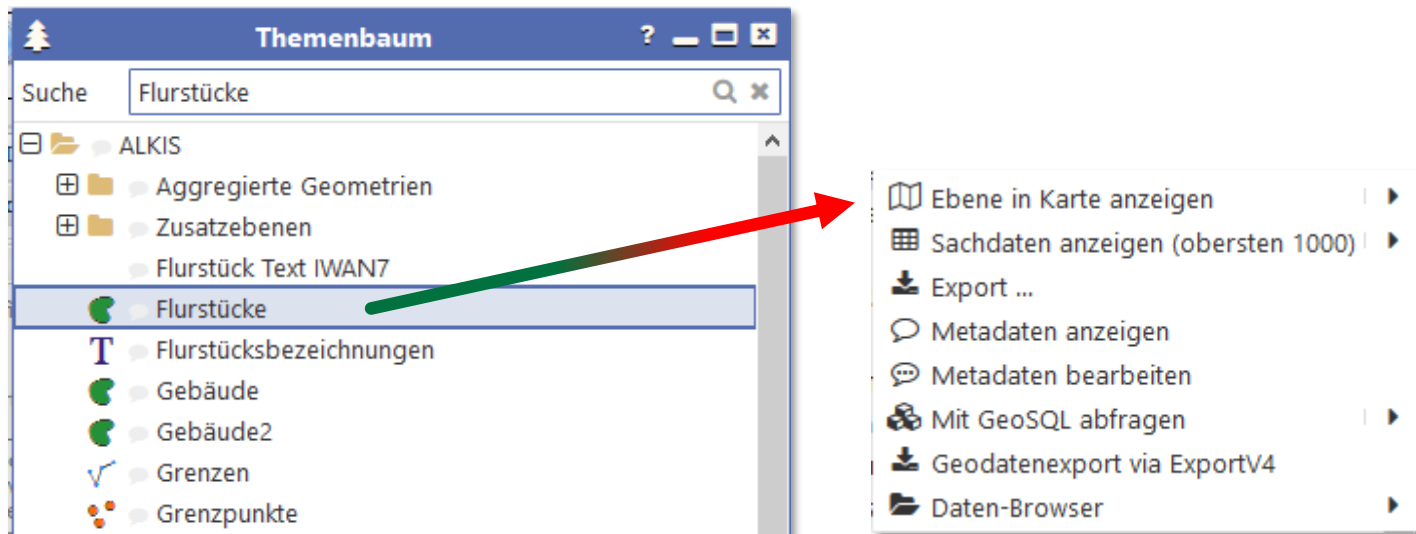 Themenbaum ?
Suche Flurstücke
ALKIS
Aggregierte Geometrien
Zusatzebenen
Flurstück Text IWAN7
Flurstücke
T Flurstücksbezeichnungen
Gebäude
Gebäude2
Grenzen
Grenzpunkte
Ebene in Karte anzeigen
Sachdaten anzeigen (obersten 1000)
Export ...
Metadaten anzeigen
Metadaten bearbeiten
Mit GeoSQL abfragen
Geodatenexport via ExportV4
Daten-Browser